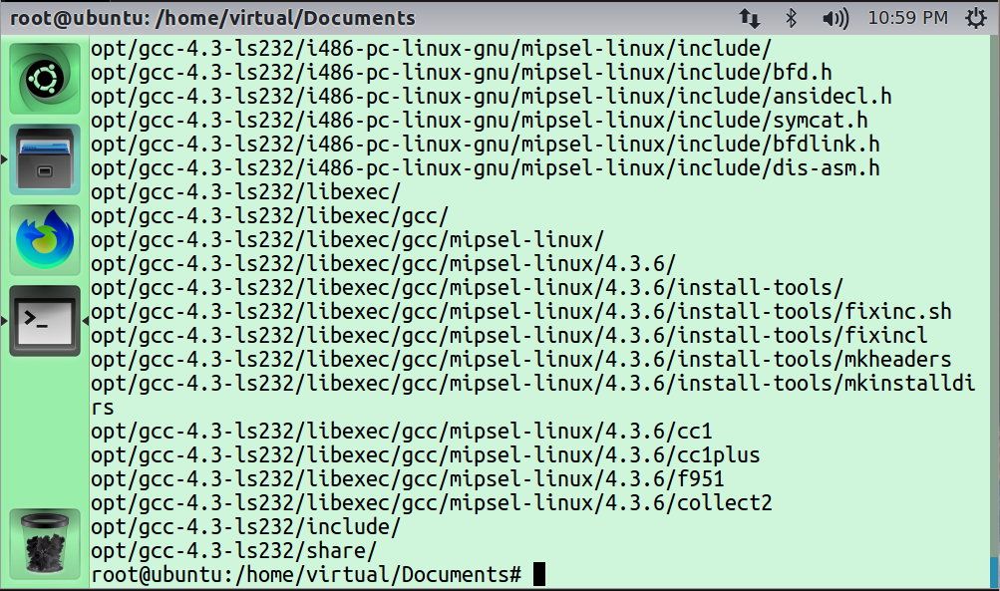 root@ubuntu: /home/virtual/Documents
10:59 PM
opt/gcc-4.3-ls232/i486-pc-linux-gnu/mipsel-linux/include/
opt/gcc-4.3-ls232/i486-pc-linux-gnu/mipsel-linux/include/bfd.h
opt/gcc-4.3-ls232/i486-pc-linux-gnu/mipsel-linux/include/ansidecl.h
opt/gcc-4.3-ls232/i486-pc-linux-gnu/mipsel-linux/include/symcat.h
opt/gcc-4.3-ls232/i486-pc-linux-gnu/mipsel-linux/include/bfdlink.h
opt/gcc-4.3-ls232/i486-pc-linux-gnu/mipsel-linux/include/dis-asm.h
opt/gcc-4.3-ls232/libexec/
opt/gcc-4.3-ls232/libexec/gcc/
opt/gcc-4.3-ls232/libexec/gcc/mipsel-linux/
opt/gcc-4.3-ls232/libexec/gcc/mipsel-linux/4.3.6/
opt/gcc-4.3-ls232/libexec/gcc/mipsel-linux/4.3.6/install-tools/
opt/gcc-4.3-ls232/libexec/gcc/mipsel-linux/4.3.6/install-tools/fixinc.sh
opt/gcc-4.3-ls232/libexec/gcc/mipsel-linux/4.3.6/install-tools/fixincl
opt/gcc-4.3-ls232/libexec/gcc/mipsel-linux/4.3.6/install-tools/mkheaders
opt/gcc-4.3-ls232/libexec/gcc/mipsel-linux/4.3.6/install-tools/mkinstalldi
rs
opt/gcc-4.3-ls232/libexec/gcc/mipsel-linux/4.3.6/cc1
opt/gcc-4.3-ls232/libexec/gcc/mipsel-linux/4.3.6/cc1plus
opt/gcc-4.3-ls232/libexec/gcc/mipsel-linux/4.3.6/f951
opt/gcc-4.3-ls232/libexec/gcc/mipsel-linux/4.3.6/collect2
opt/gcc-4.3-ls232/include/
opt/gcc-4.3-ls232/share/
root@ubuntu:/home/virtual/Documents#